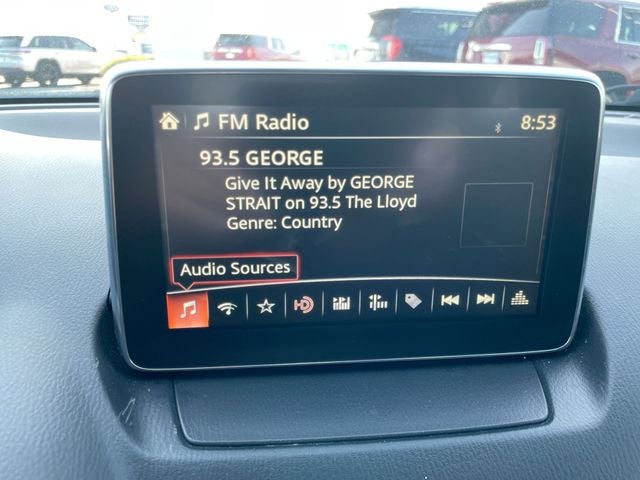 FM Radio 8:53
93.5 GEORGE
Give It Away by GEORGE
STRAIT on 93.5 The Lloyd
Genre: Country
Audio Sources
HD